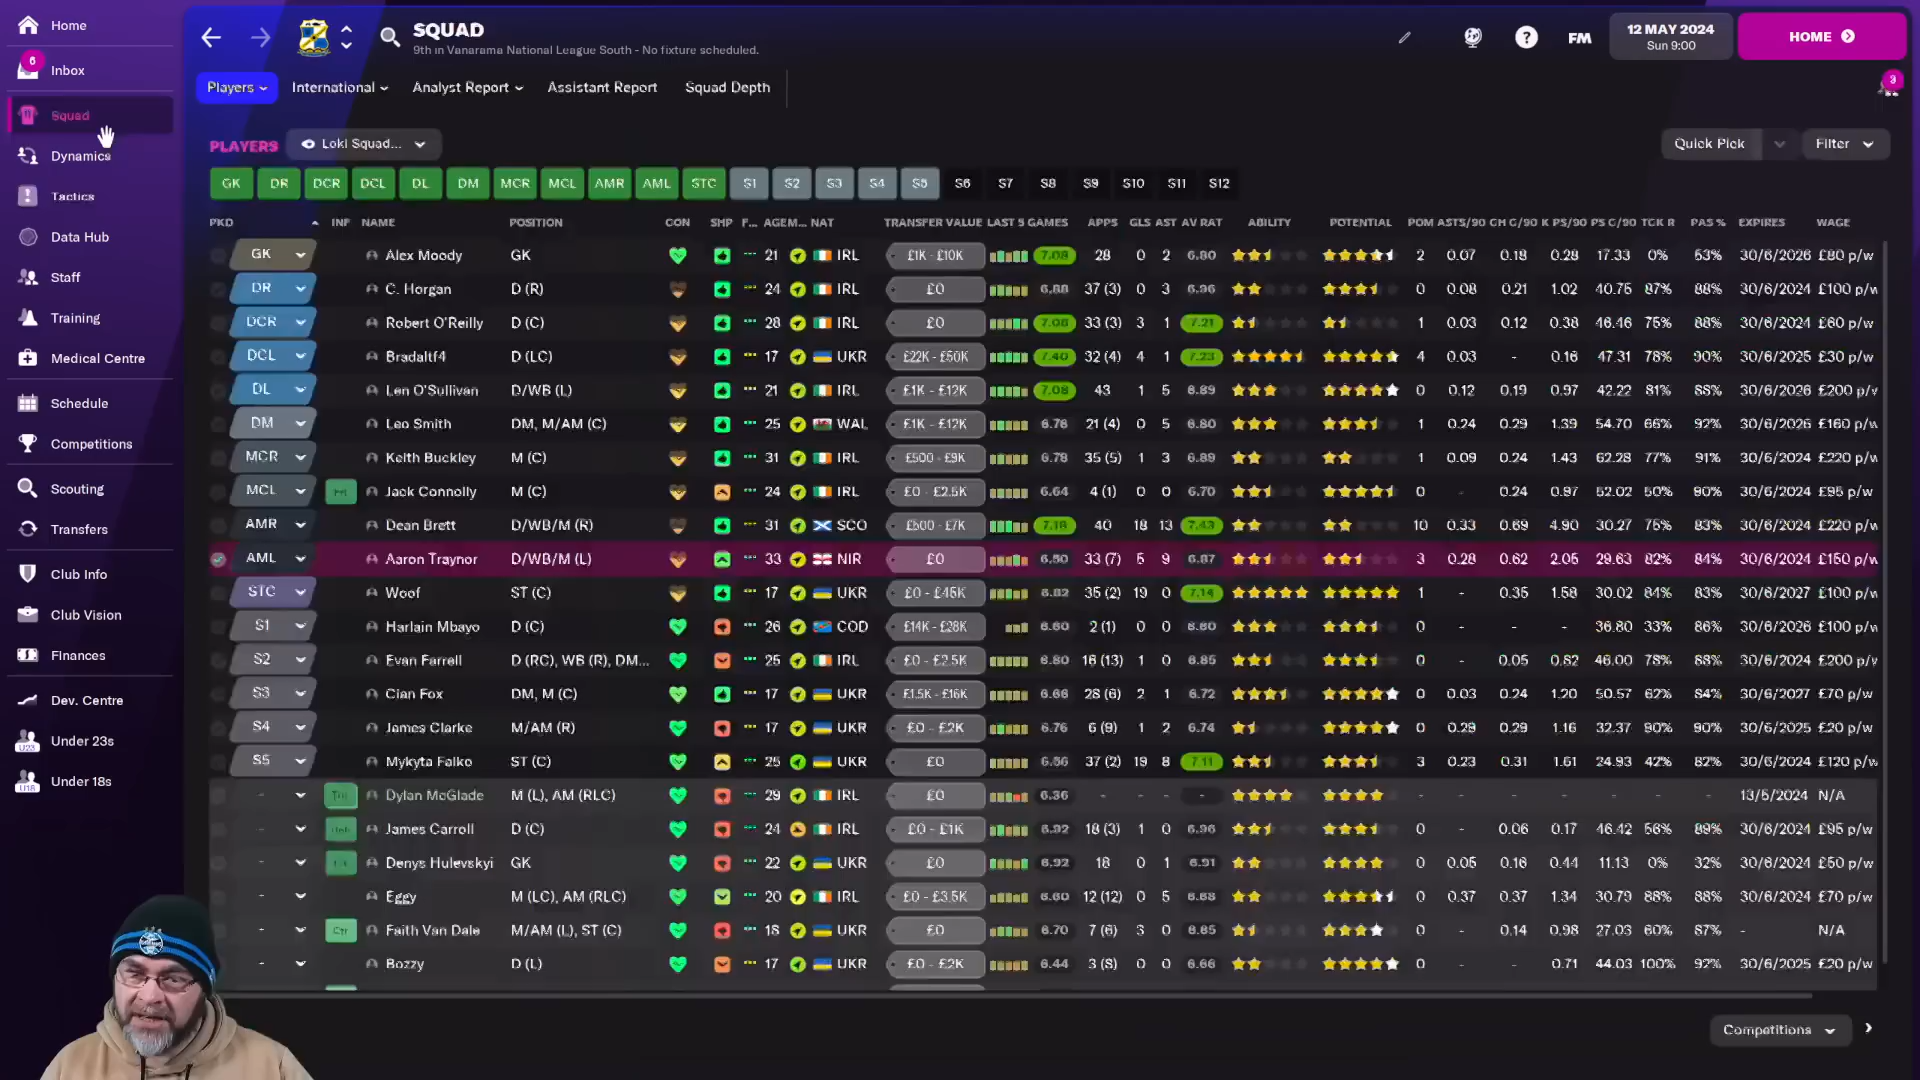 Home
6
Inbox
Squad
Dynamics
Tactics
Data Hub
Staff
Training
Medical Centre
Schedule
Competitions
Scouting
Transfers
Club Info
Club Vision
Finances
Dev. Centre
Under 23s
Under 18s
SQUAD
9th in Vanarama National League South - No fixture scheduled.
FM
12 MAY 2024
Sun 9:00
HOME
3
Players International Analyst Report Assistant Report Squad Depth
PLAYERS Loki Squad... Quick Pick Filter
GK DR DCR DCL DL DM MCR MCL AMR AML STC S1 S2 S3 S4 S5 S6 S7 S8 S9 S10 S11 S12
PKD INF NAME POSITION CON SHP F... AGE M... NAT TRANSFER VALUE LAST 5 GAMES APPS GLS AST AV RAT ABILITY POTENTIAL POM ASTS/90 CH C/90 K PS/90 PS C/90 TCK R PAS % EXPIRES WAGE
GK Alex Moody GK 21 IRL £1K - £10K 7.08 28 0 2 6.80 2 0.07 0.18 0.28 17.33 0% 53% 30/6/2026 £80 p/w
DR C. Horgan D (R) 24 IRL £0 6.88 37 (3) 0 3 6.96 0 0.08 0.21 1.02 40.75 87% 88% 30/6/2024 £100 p/w
DCR Robert O'Reilly D (C) 28 IRL £0 7.08 33 (3) 3 1 7.21 1 0.03 0.12 0.38 46.46 75% 88% 30/6/2024 £60 p/w
DCL Bradaltf4 D (LC) 17 UKR £22K - £50K 7.40 32 (4) 4 1 7.23 4 0.03 - 0.16 47.31 78% 90% 30/6/2025 £30 p/w
DL Len O'Sullivan D/WB (L) 21 IRL £1K - £12K 7.08 43 1 5 6.89 0 0.12 0.19 0.97 42.22 81% 88% 30/6/2026 £200 p/w
DM Leo Smith DM, M/AM (C) 25 WAL £1K - £12K 6.76 21 (4) 0 5 6.80 1 0.24 0.29 1.39 54.70 66% 92% 30/6/2026 £160 p/w
MCR Keith Buckley M (C) 31 IRL £500 - £9K 6.78 35 (5) 1 3 6.89 1 0.09 0.24 1.43 62.28 77% 91% 30/6/2024 £220 p/w
MCL Jack Connolly M (C) 24 IRL £0 - £2.5K 6.64 4 (1) 0 0 6.70 0 - 0.24 0.97 52.02 50% 90% 30/6/2024 £95 p/w
AMR Dean Brett D/WB/M (R) 31 SCO £500 - £7K 7.18 40 18 13 7.43 10 0.33 0.69 4.90 30.27 75% 83% 30/6/2024 £220 p/w
AML Aaron Traynor D/WB/M (L) 33 NIR £0 6.50 33 (7) 5 9 6.87 3 0.28 0.62 2.05 29.63 82% 84% 30/6/2024 £150 p/w
STC Woof ST (C) 17 UKR £0 - £45K 6.82 35 (2) 19 0 7.14 1 - 0.35 1.58 30.02 84% 83% 30/6/2027 £100 p/w
S1 Harlain Mbayo D (C) 26 COD £14K - £28K 6.60 2 (1) 0 0 6.60 0 - - - 36.80 33% 86% 30/6/2026 £100 p/w
S2 Evan Farrell D (RC), WB (R), DM... 25 IRL £0 - £2.5K 6.80 16 (13) 1 0 6.85 0 - 0.05 0.62 46.00 78% 88% 30/6/2024 £200 p/w
S3 Cian Fox DM, M (C) 17 UKR £1.5K - £16K 6.66 28 (6) 2 1 6.72 0 0.03 0.24 1.20 50.57 62% 84% 30/6/2027 £70 p/w
S4 James Clarke M/AM (R) 17 UKR £0 - £2K 6.76 6 (9) 1 2 6.74 0 0.29 0.29 1.16 32.37 90% 90% 30/6/2025 £20 p/w
S5 Mykyta Falko ST (C) 25 UKR £0 6.56 37 (2) 19 8 7.11 3 0.23 0.31 1.61 24.93 42% 82% 30/6/2024 £120 p/w
- Dylan McGlade M (L), AM (RLC) 29 IRL £0 6.36 - - - - - - - - - - - 13/5/2024 N/A
- James Carroll D (C) 24 IRL £0 - £1K 6.92 18 (3) 1 0 6.96 0 - 0.06 0.17 46.42 56% 89% 30/6/2024 £95 p/w
- Denys Hulevskyi GK 22 UKR £0 6.92 18 0 1 6.91 0 0.05 0.16 0.44 11.13 0% 32% 30/6/2024 £50 p/w
- Eggy M (LC), AM (RLC) 20 IRL £0 - £3.5K 6.60 12 (12) 0 5 6.68 0 0.37 0.37 1.34 30.79 88% 88% 30/6/2024 £70 p/w
- Ctr Faith Van Dale M/AM (L), ST (C) 18 UKR £0 6.70 7 (6) 3 0 6.65 0 - 0.14 0.98 27.03 60% 87% - N/A
- Bozzy D (L) 17 UKR £0 - £2K 6.44 3 (8) 0 0 6.66 0 - - 0.71 44.03 100% 92% 30/6/2025 £20 p/w
Competitions